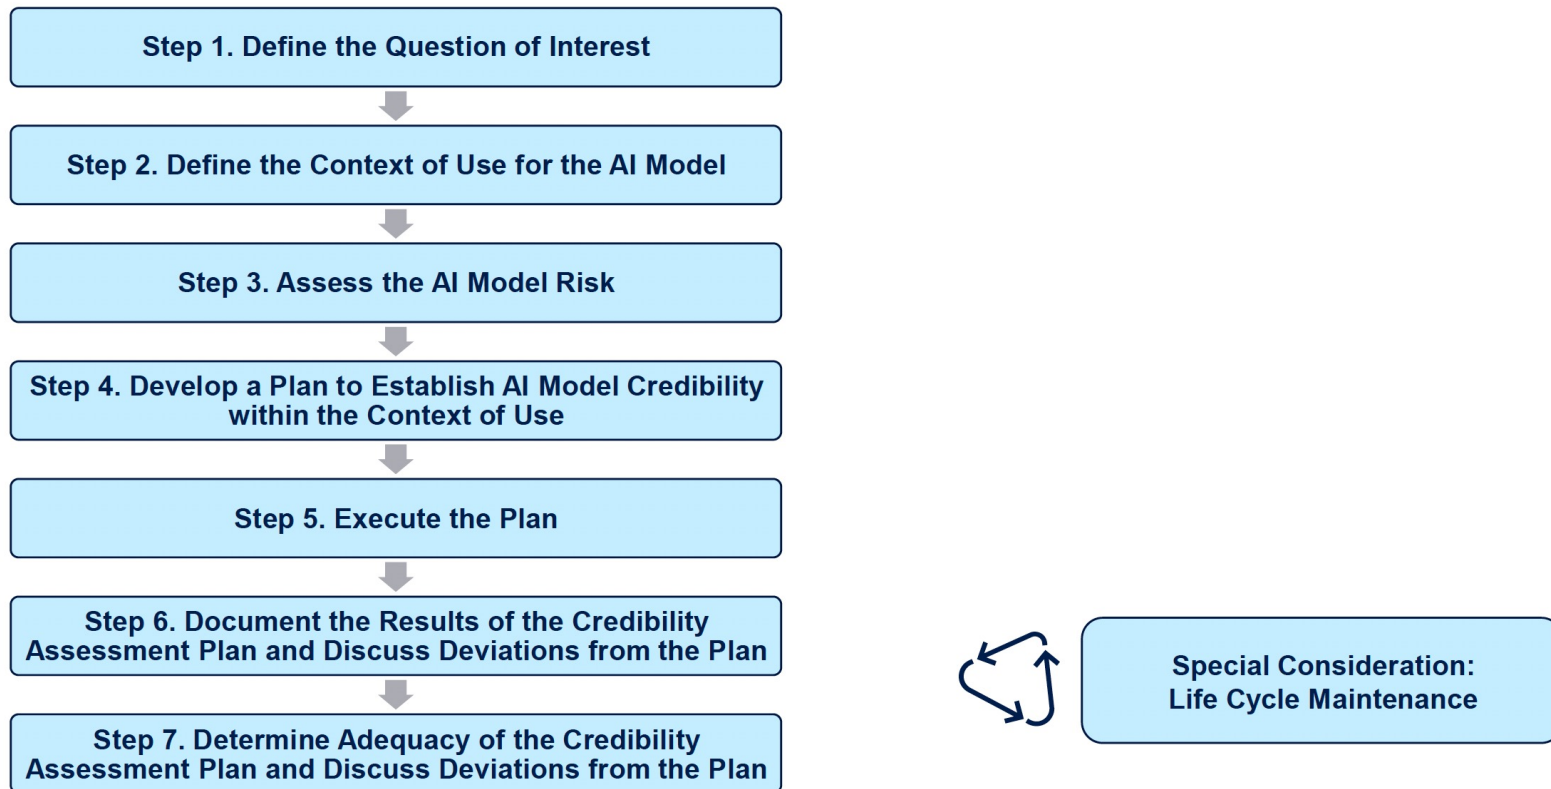 Step 1. Define the Question of Interest
Step 2. Define the Context of Use for the AI Model
Step 3. Assess the AI Model Risk
Step 4. Develop a Plan to Establish AI Model Credibility
within the Context of Use
Step 5. Execute the Plan
Step 6. Document the Results of the Credibility
Assessment Plan and Discuss Deviations from the Plan
Step 7. Determine Adequacy of the Credibility
Assessment Plan and Discuss Deviations from the Plan
Special Consideration:
Life Cycle Maintenance